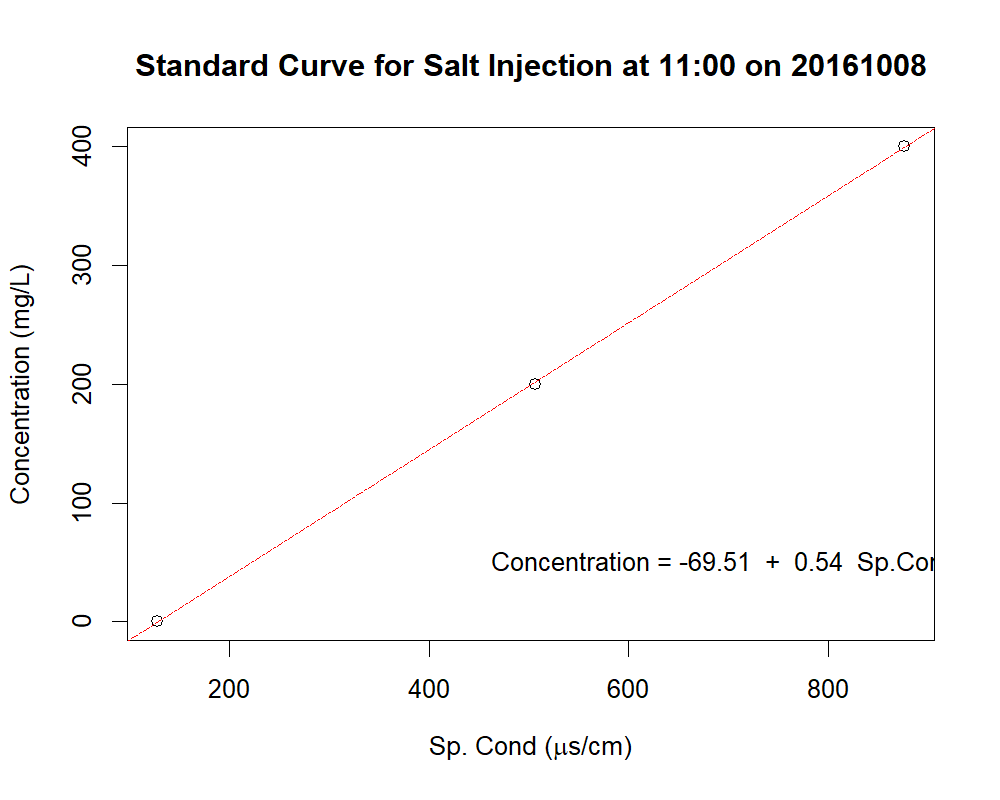 Standard Curve for Salt Injection at 11:00 on 20161008
Concentration (mg/L)
400
300
200
100
0
Concentration = -69.51 + 0.54 Sp.Con
200
400
600
800
Sp. Cond (μs/cm)